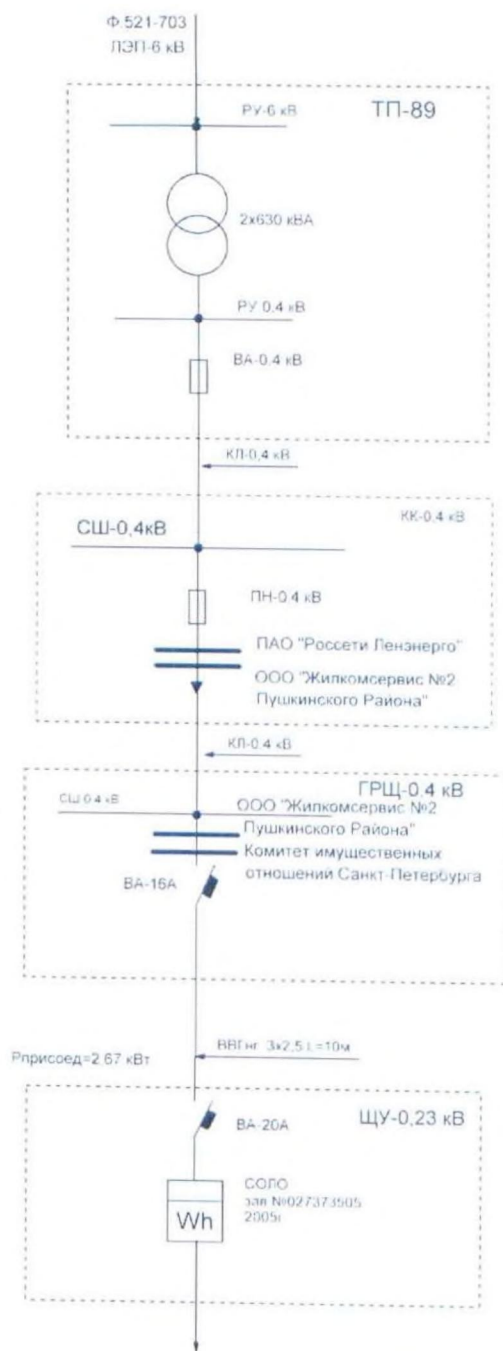 Ф.521-703
ЛЭП-6 кВ
РУ-6 кВ
ТП-89
2х630 кВА
РУ 0.4 кВ
ВА-0.4 кВ
КЛ-0,4 кВ
КК-0.4 кВ
СШ-0,4кВ
ПН-0.4 кВ
ПАО "Россети Ленэнерго"
ООО "Жилкомсервис №2
Пушкинского Района"
КЛ-0.4 кВ
ГРЩ-0,4 кВ
СШ 0.4 кВ
ООО "Жилкомсервис №2
Пушкинского Района"
Комитет имущественных
отношений Санкт-Петербурга
ВА-16А
ВВГнг 3х2,5 L=10м
Рприсоед=2.67 кВт
ЩУ-0,23 кВ
ВА-20А
СОЛО
зав №027373505
2005г
Wh